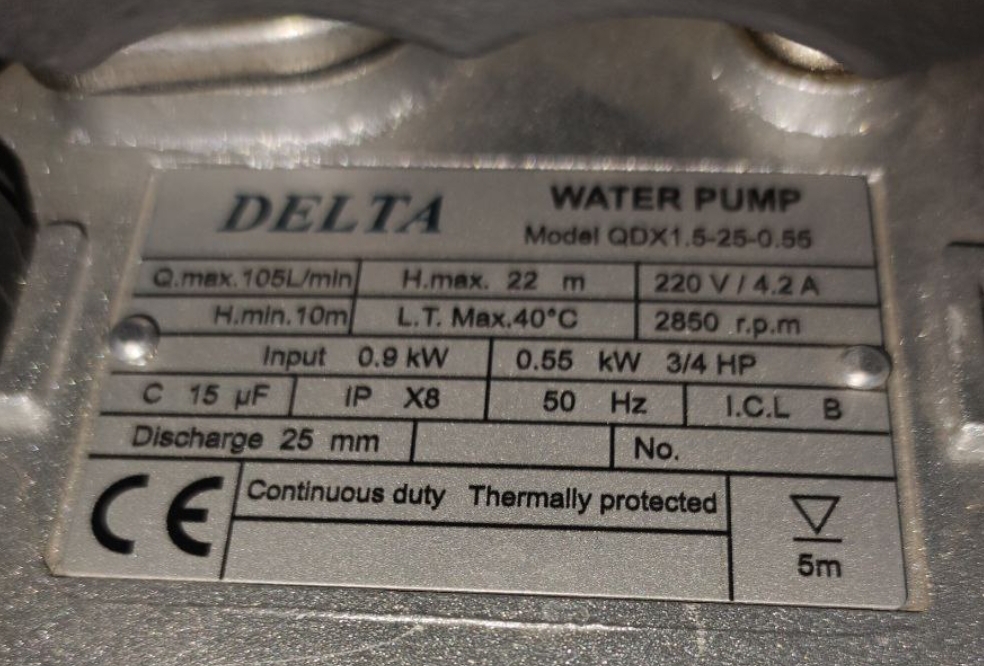 DELTA
WATER PUMP
Model QDX1.5-25-0.55
Q.max.105L/min H.max. 22 m 220 V / 4.2 A
H.min.10m L.T. Max.40°C 2850 r.p.m
Input 0.9 kW 0.55 kW 3/4 HP
C 15 µF IP X8 50 Hz I.C.L B
Discharge 25 mm No.
CE Continuous duty Thermally protected
5m